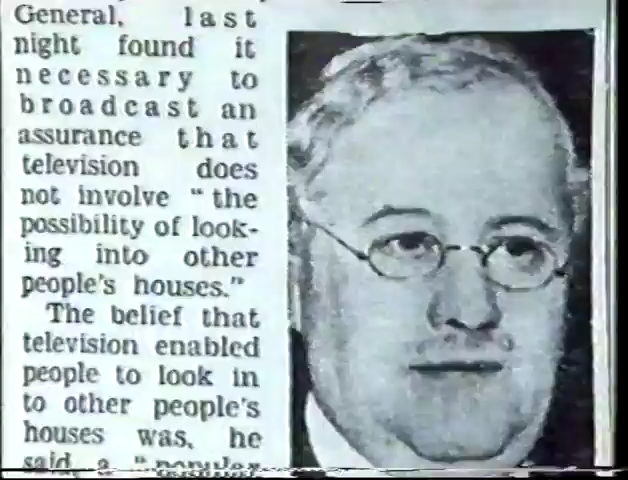 General, last
night found it
necessary to
broadcast an
assurance that
television does
not involve "the
possibility of look-
ing into other
people's houses."
The belief that
television enabled
people to look in
to other people's
houses was, he
said, a "popular